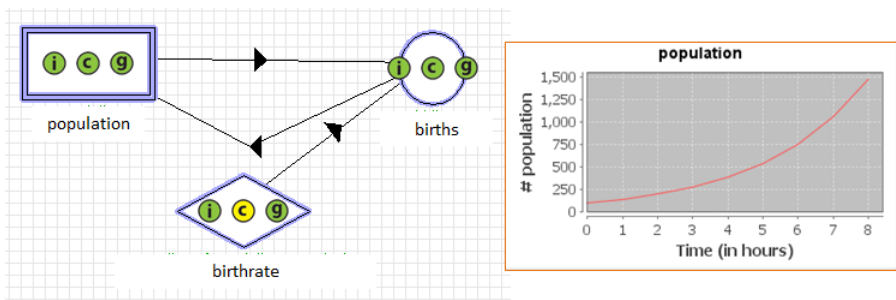 i c g
population
i c g
births
i c g
birthrate
population
# population
1,500
1,250
1,000
750
500
250
0
0 1 2 3 4 5 6 7 8
Time (in hours)